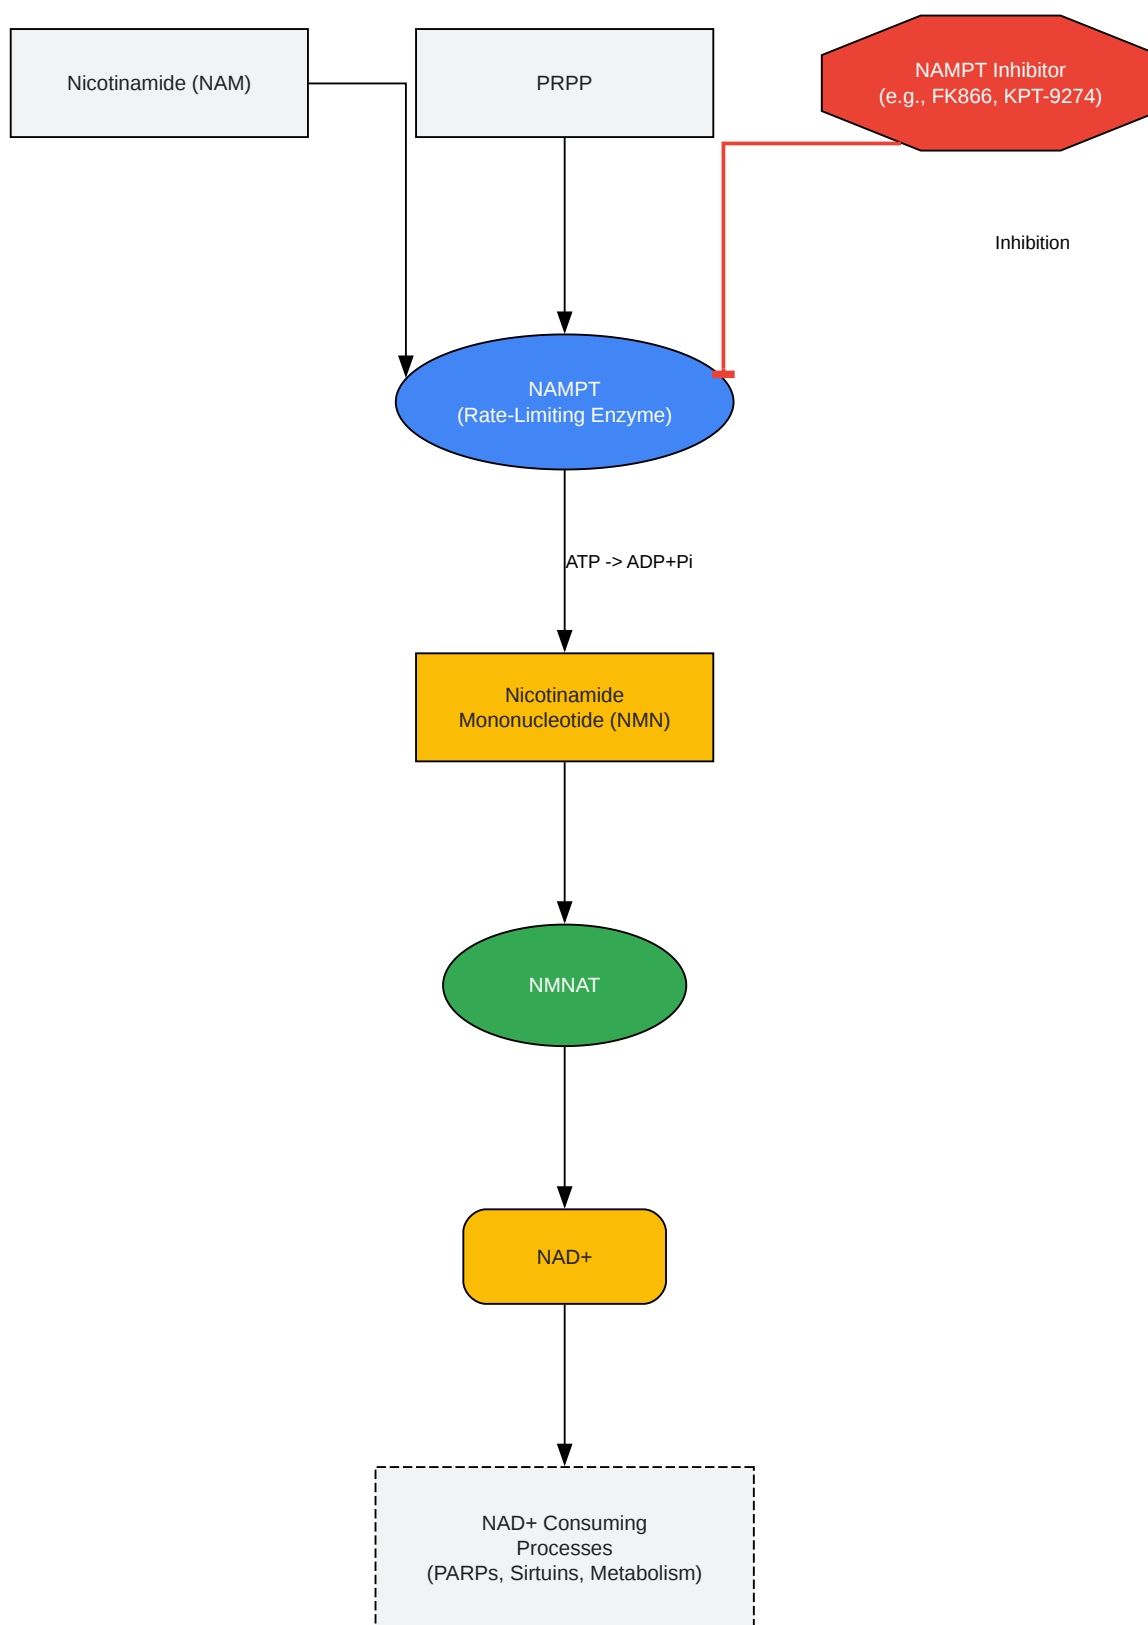 Nicotinamide (NAM)
PRPP
NAMPT Inhibitor
(e.g., FK866, KPT-9274)
Inhibition
NAMPT
(Rate-Limiting Enzyme)
ATP -> ADP+Pi
Nicotinamide
Mononucleotide (NMN)
NMNAT
NAD+
NAD+ Consuming
Processes
(PARPs, Sirtuins, Metabolism)